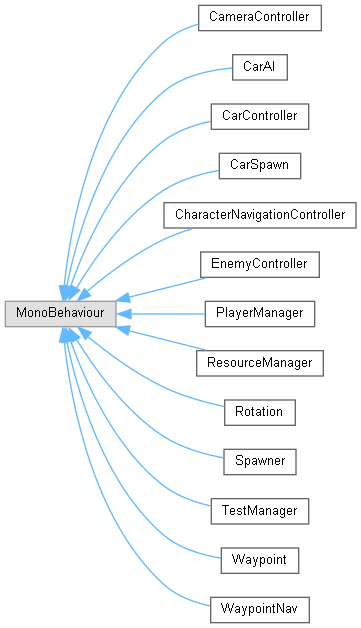 CameraController
CarAI
CarController
CarSpawn
CharacterNavigationController
EnemyController
MonoBehaviour
PlayerManager
ResourceManager
Rotation
Spawner
TestManager
Waypoint
WaypointNav